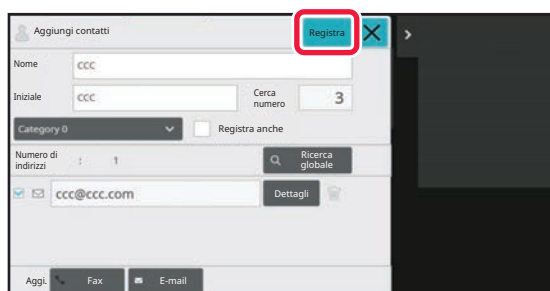 Aggiungi contatti
Registra
Nome
ccc
Iniziale
ccc
Cerca
numero
3
Category 0
Registra anche
Numero di
indirizzi
:
1
Ricerca
globale
ccc@ccc.com
Dettagli
Aggi.
Fax
E-mail